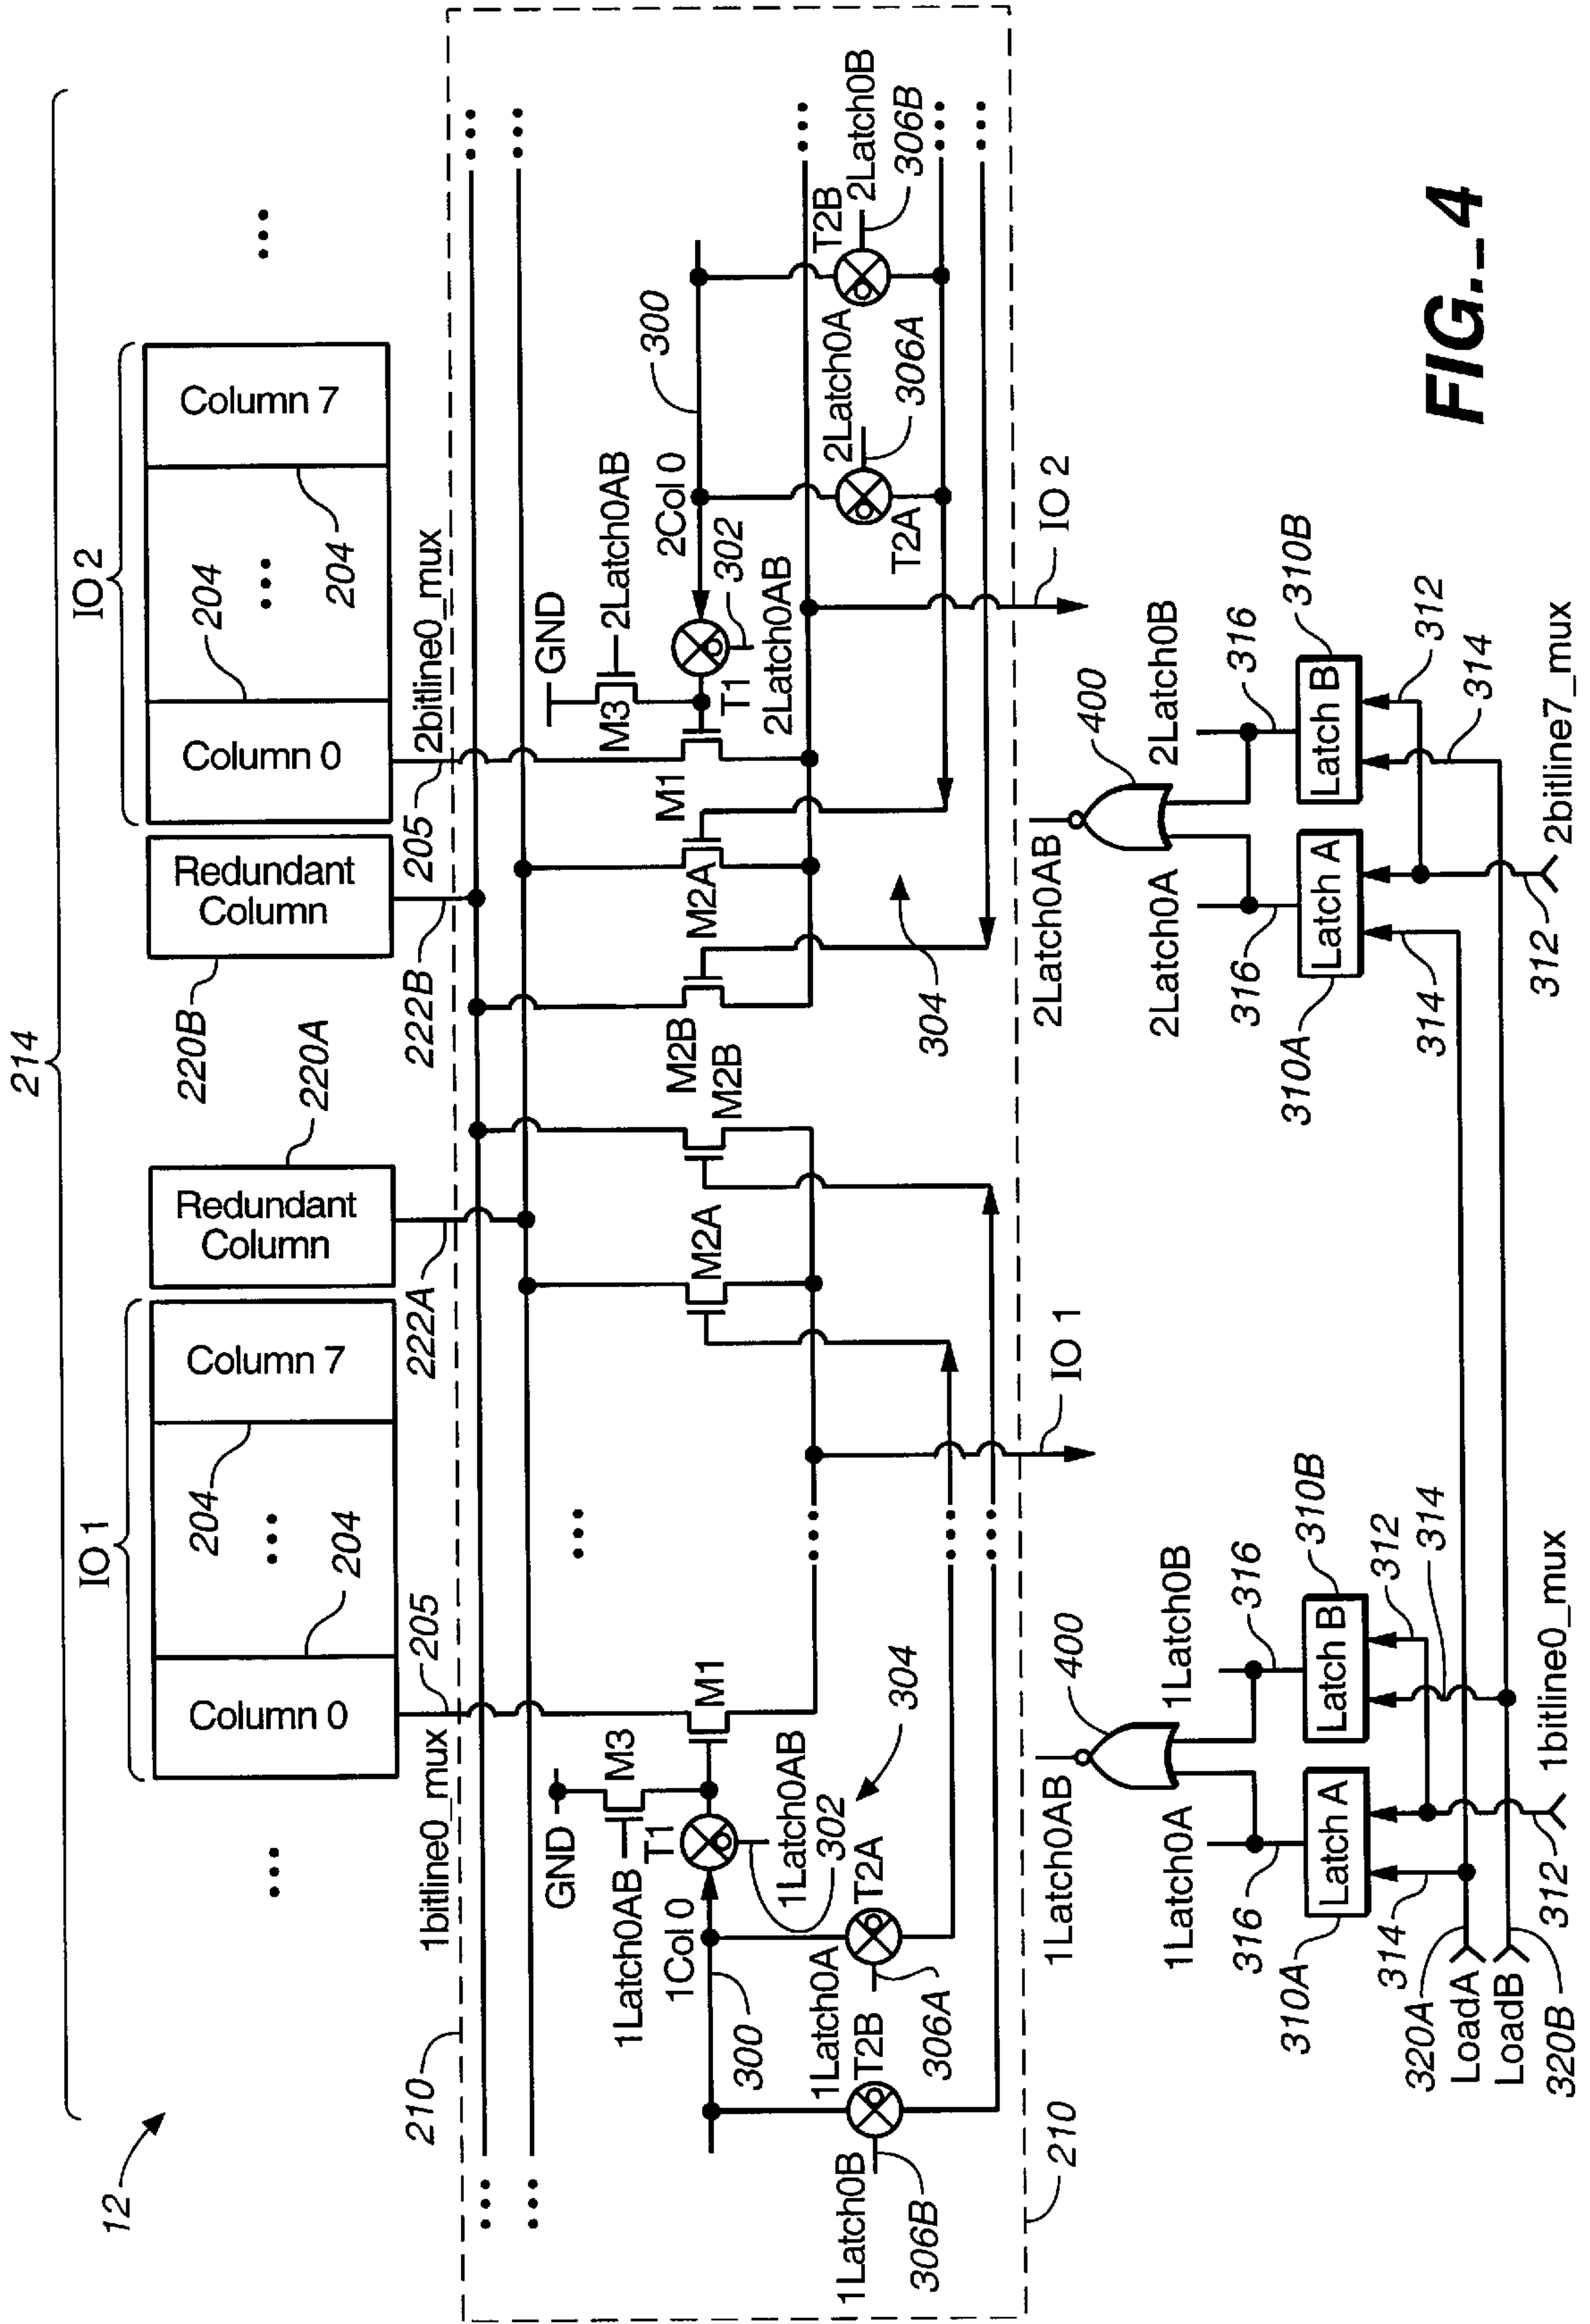 214
12
IO 1
IO 2
Column 0
204
204
Column 7
Redundant
Column
220A
220B
Redundant
Column
Column 0
204
204
Column 7
210
1bitline0_mux
205
222A
222B
205
2bitline0_mux
GND
M3
1Latch0AB
T1
1Col 0
300
M1
1Latch0AB
302
304
M2A
M2B
M2B
M2A
M1
GND
M3
2Latch0AB
T1
2Latch0AB
302
2Col 0
300
304
1Latch0B
306B
T2B
1Latch0A
306A
T2A
T2A
2Latch0A
306A
T2B
2Latch0B
306B
210
IO 1
IO 2
1Latch0AB
400
1Latch0A
1Latch0B
316
316
310A
Latch A
Latch B
310B
312
314
314
320A
LoadA
LoadB
320B
312
1bitline0_mux
2Latch0AB
400
2Latch0A
2Latch0B
316
316
310A
Latch A
Latch B
310B
312
314
314
312
2bitline7_mux
FIG._4